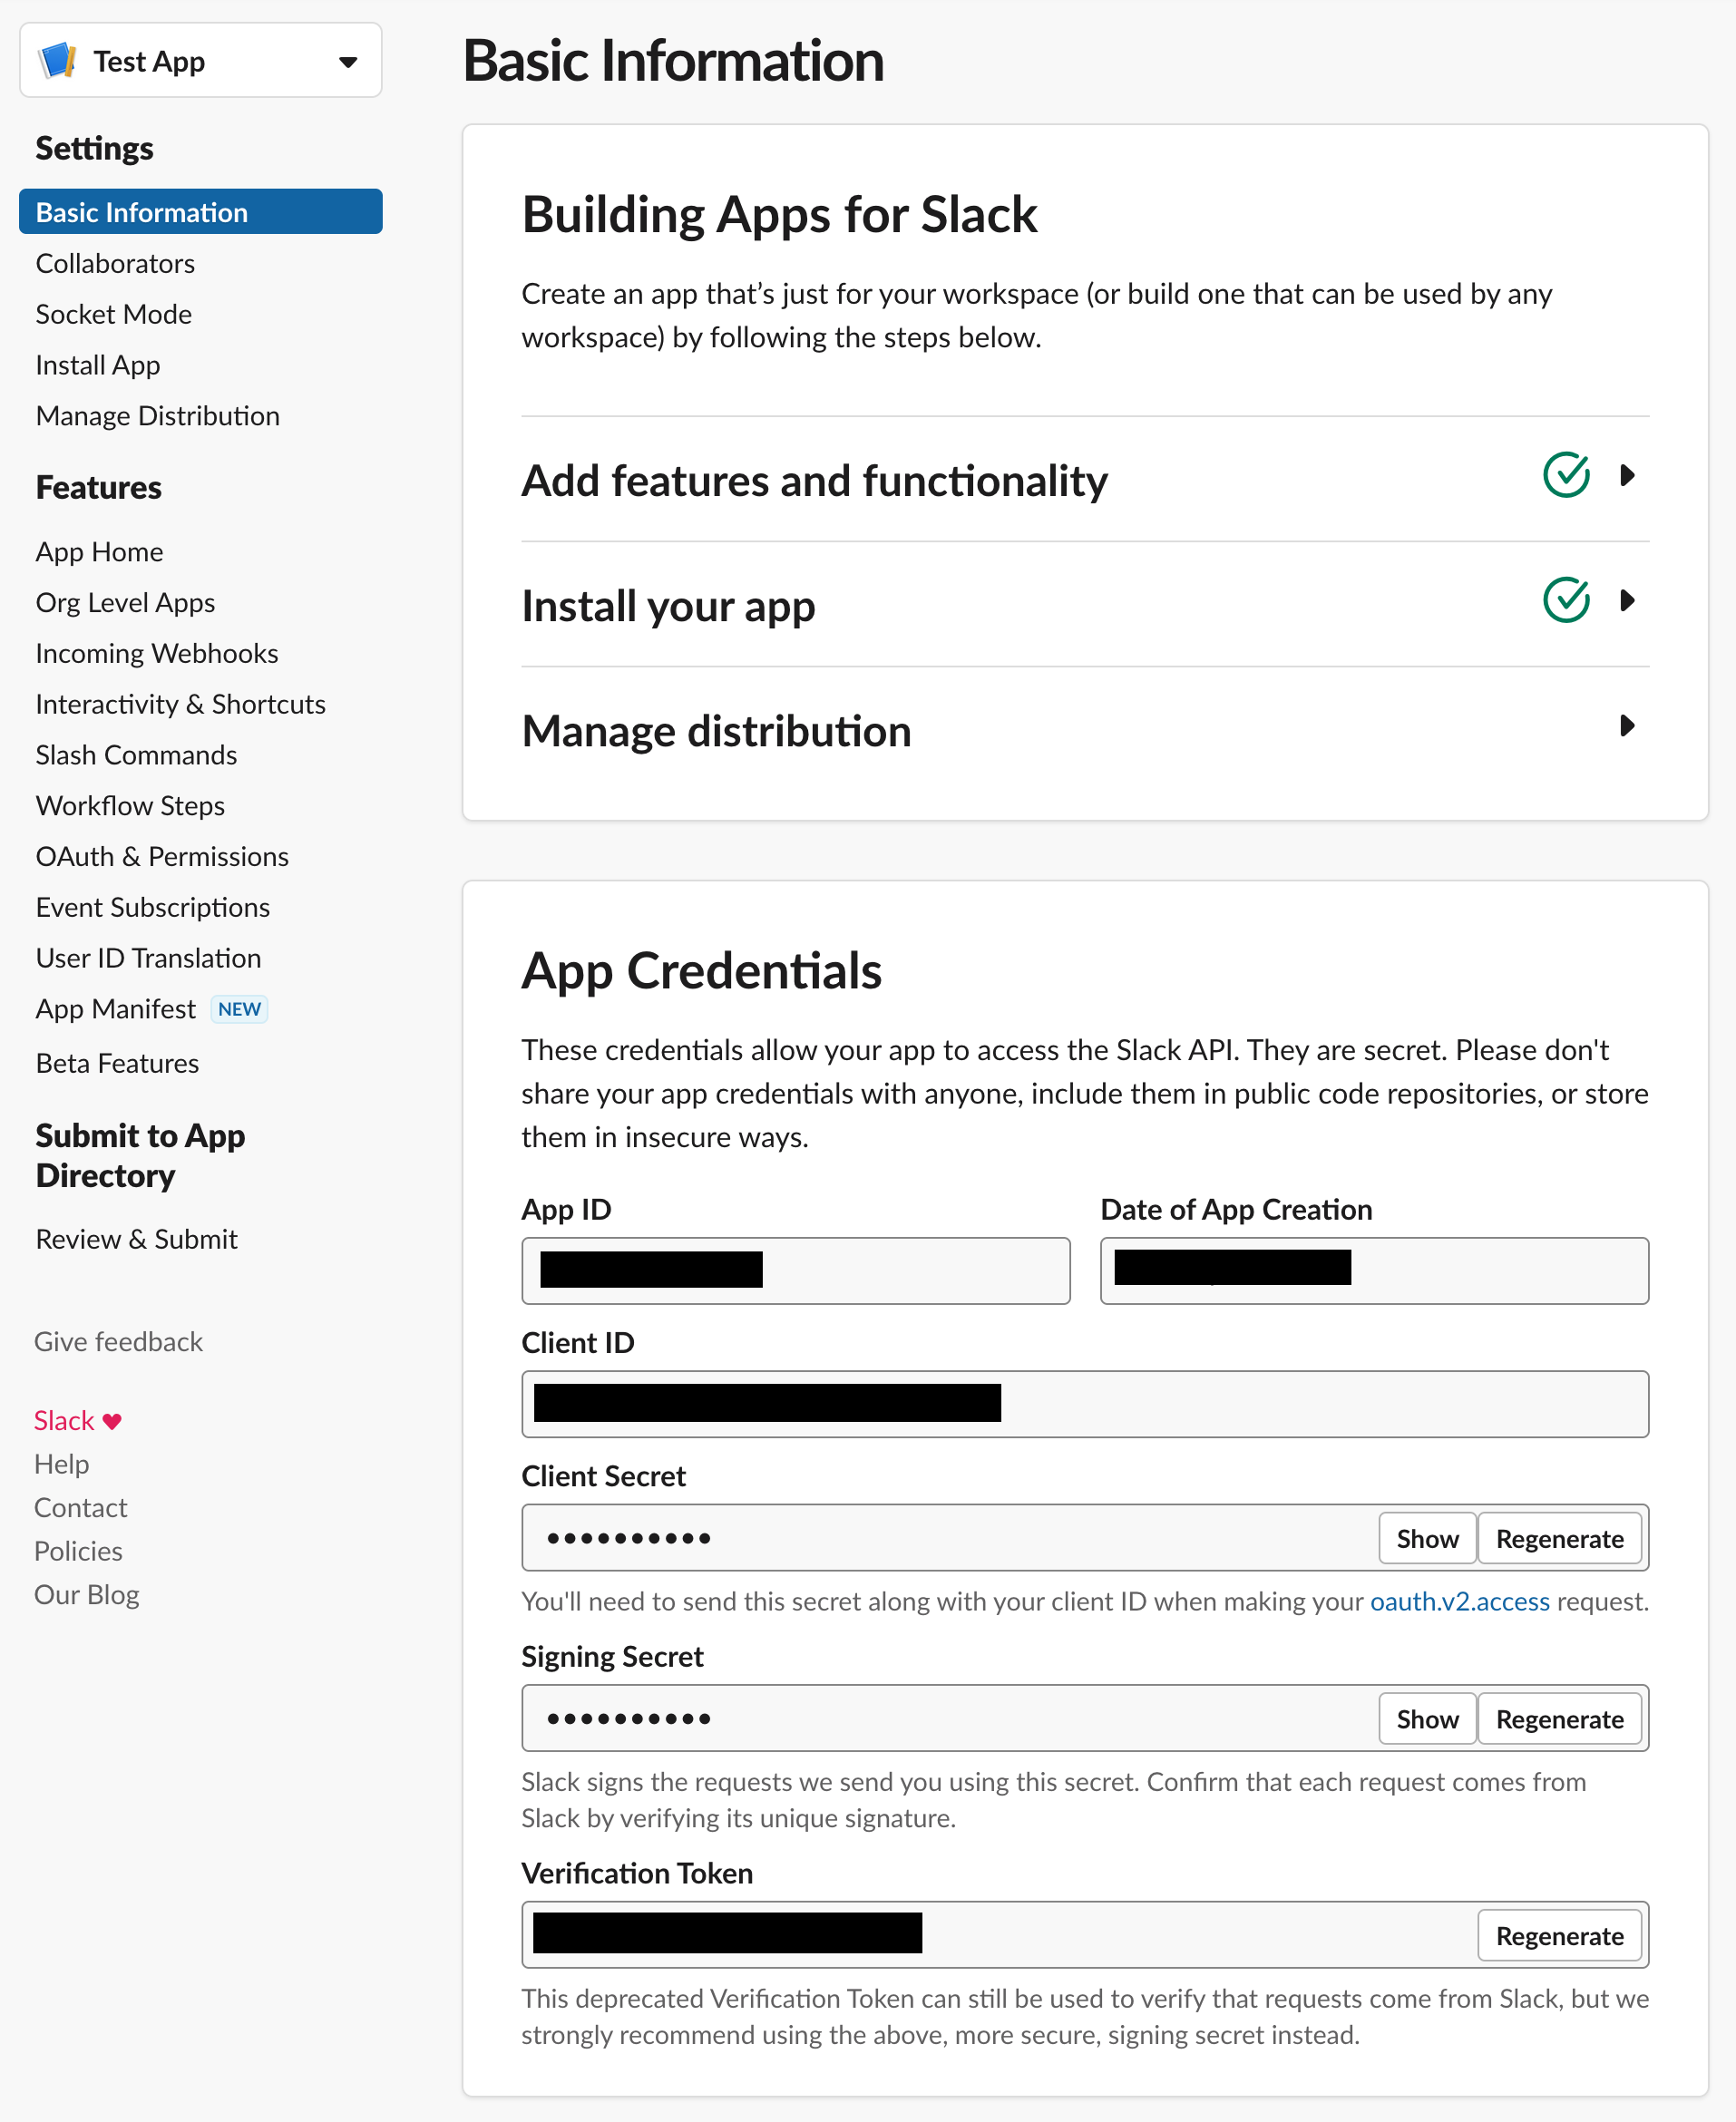 Test App
Settings
Basic Information
Collaborators
Socket Mode
Install App
Manage Distribution
Features
App Home
Org Level Apps
Incoming Webhooks
Interactivity & Shortcuts
Slash Commands
Workflow Steps
OAuth & Permissions
Event Subscriptions
User ID Translation
App Manifest NEW
Beta Features
Submit to App
Directory
Review & Submit
Give feedback
Slack ♥
Help
Contact
Policies
Our Blog
Basic Information
Building Apps for Slack
Create an app that’s just for your workspace (or build one that can be used by any
workspace) by following the steps below.
Add features and functionality
Install your app
Manage distribution
App Credentials
These credentials allow your app to access the Slack API. They are secret. Please don't
share your app credentials with anyone, include them in public code repositories, or store
them in insecure ways.
App ID
Date of App Creation
Client ID
Client Secret
•••••••••• Show Regenerate
You'll need to send this secret along with your client ID when making your oauth.v2.access request.
Signing Secret
•••••••••• Show Regenerate
Slack signs the requests we send you using this secret. Confirm that each request comes from
Slack by verifying its unique signature.
Verification Token
Regenerate
This deprecated Verification Token can still be used to verify that requests come from Slack, but we
strongly recommend using the above, more secure, signing secret instead.